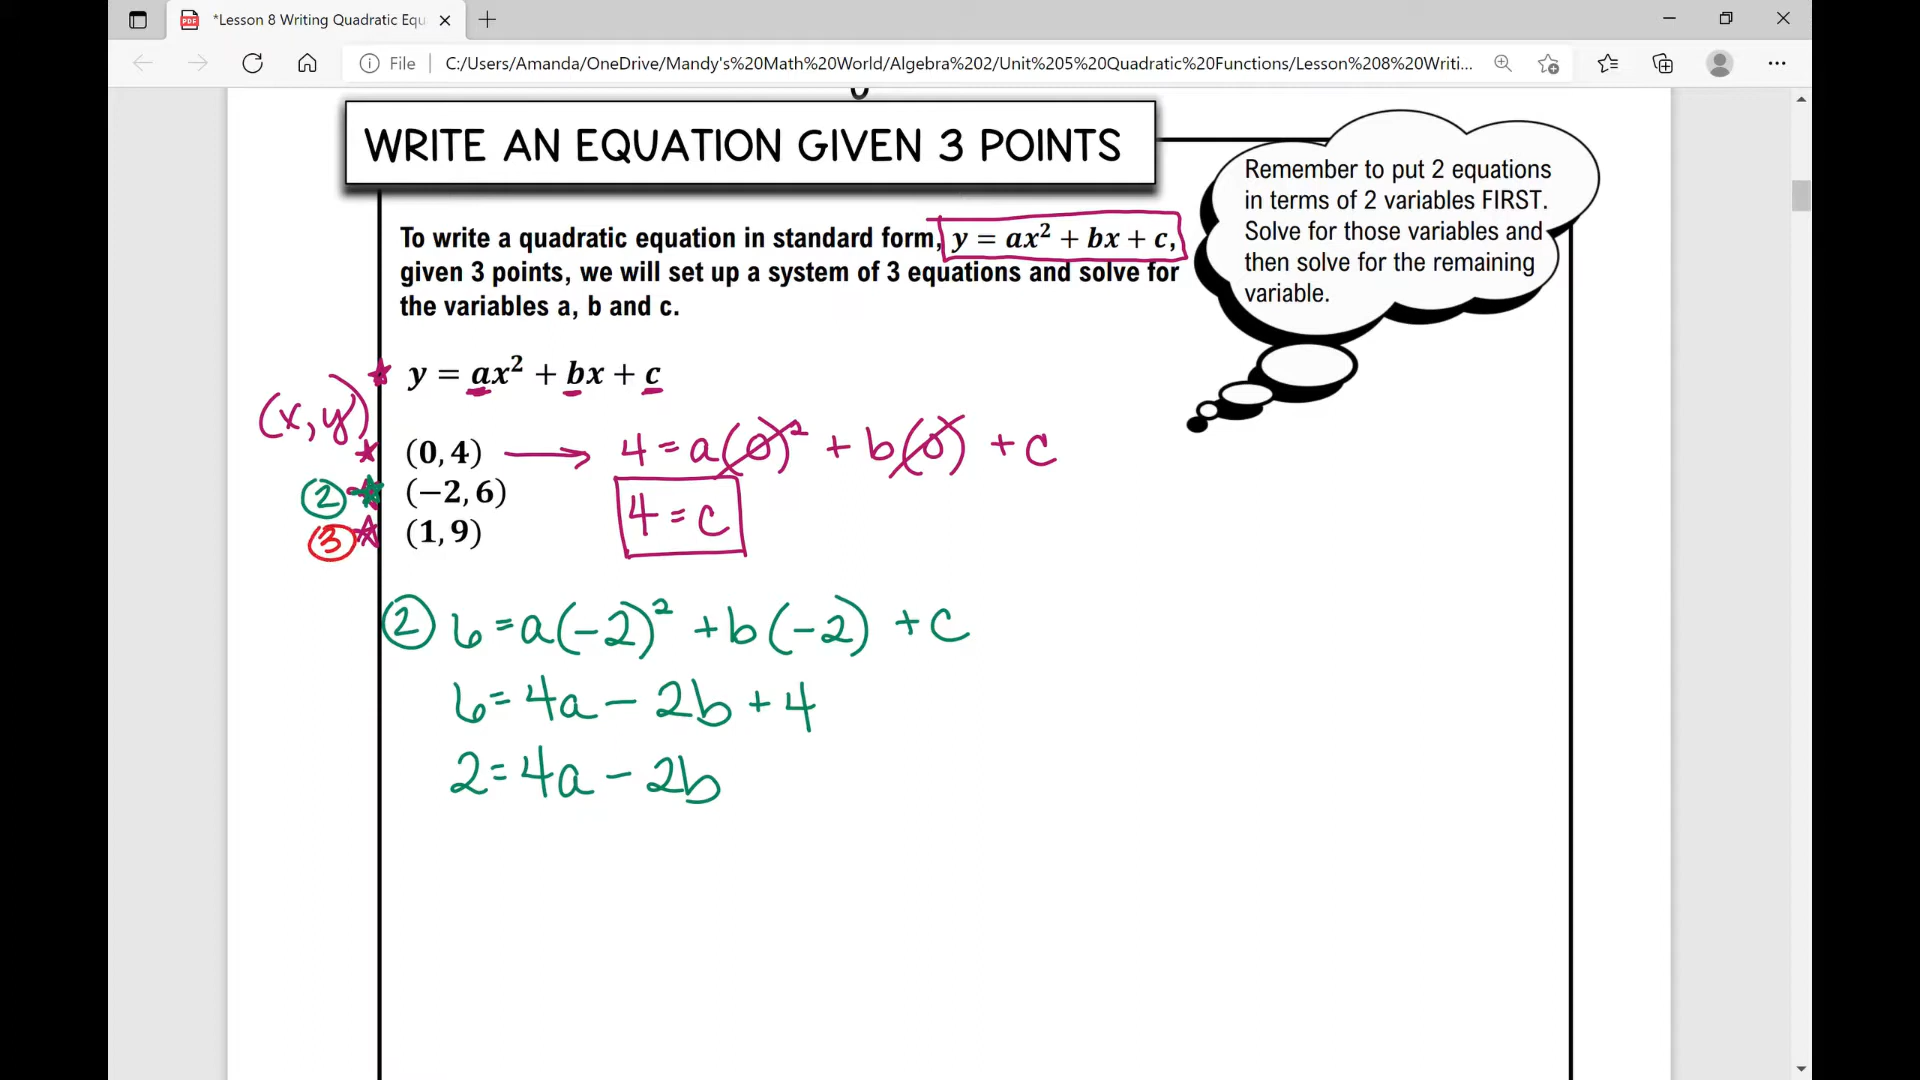 *Lesson 8 Writing Quadratic Equ
File
C:/Users/Amanda/OneDrive/Mandy's%20Math%20World/Algebra%202/Unit%205%20Quadratic%20Functions/Lesson%208%20Writi...
WRITE AN EQUATION GIVEN 3 POINTS
Remember to put 2 equations
in terms of 2 variables FIRST.
Solve for those variables and
then solve for the remaining
variable.
To write a quadratic equation in standard form, y = ax² + bx + c,
given 3 points, we will set up a system of 3 equations and solve for
the variables a, b and c.
y = ax² + bx + c
(x, y)
(0, 4) → 4 = a(0)² + b(0) + c
② (−2, 6)
4 = c
③ (1, 9)
② 6 = a(-2)² + b(-2) + c
6 = 4a - 2b + 4
2 = 4a - 2b